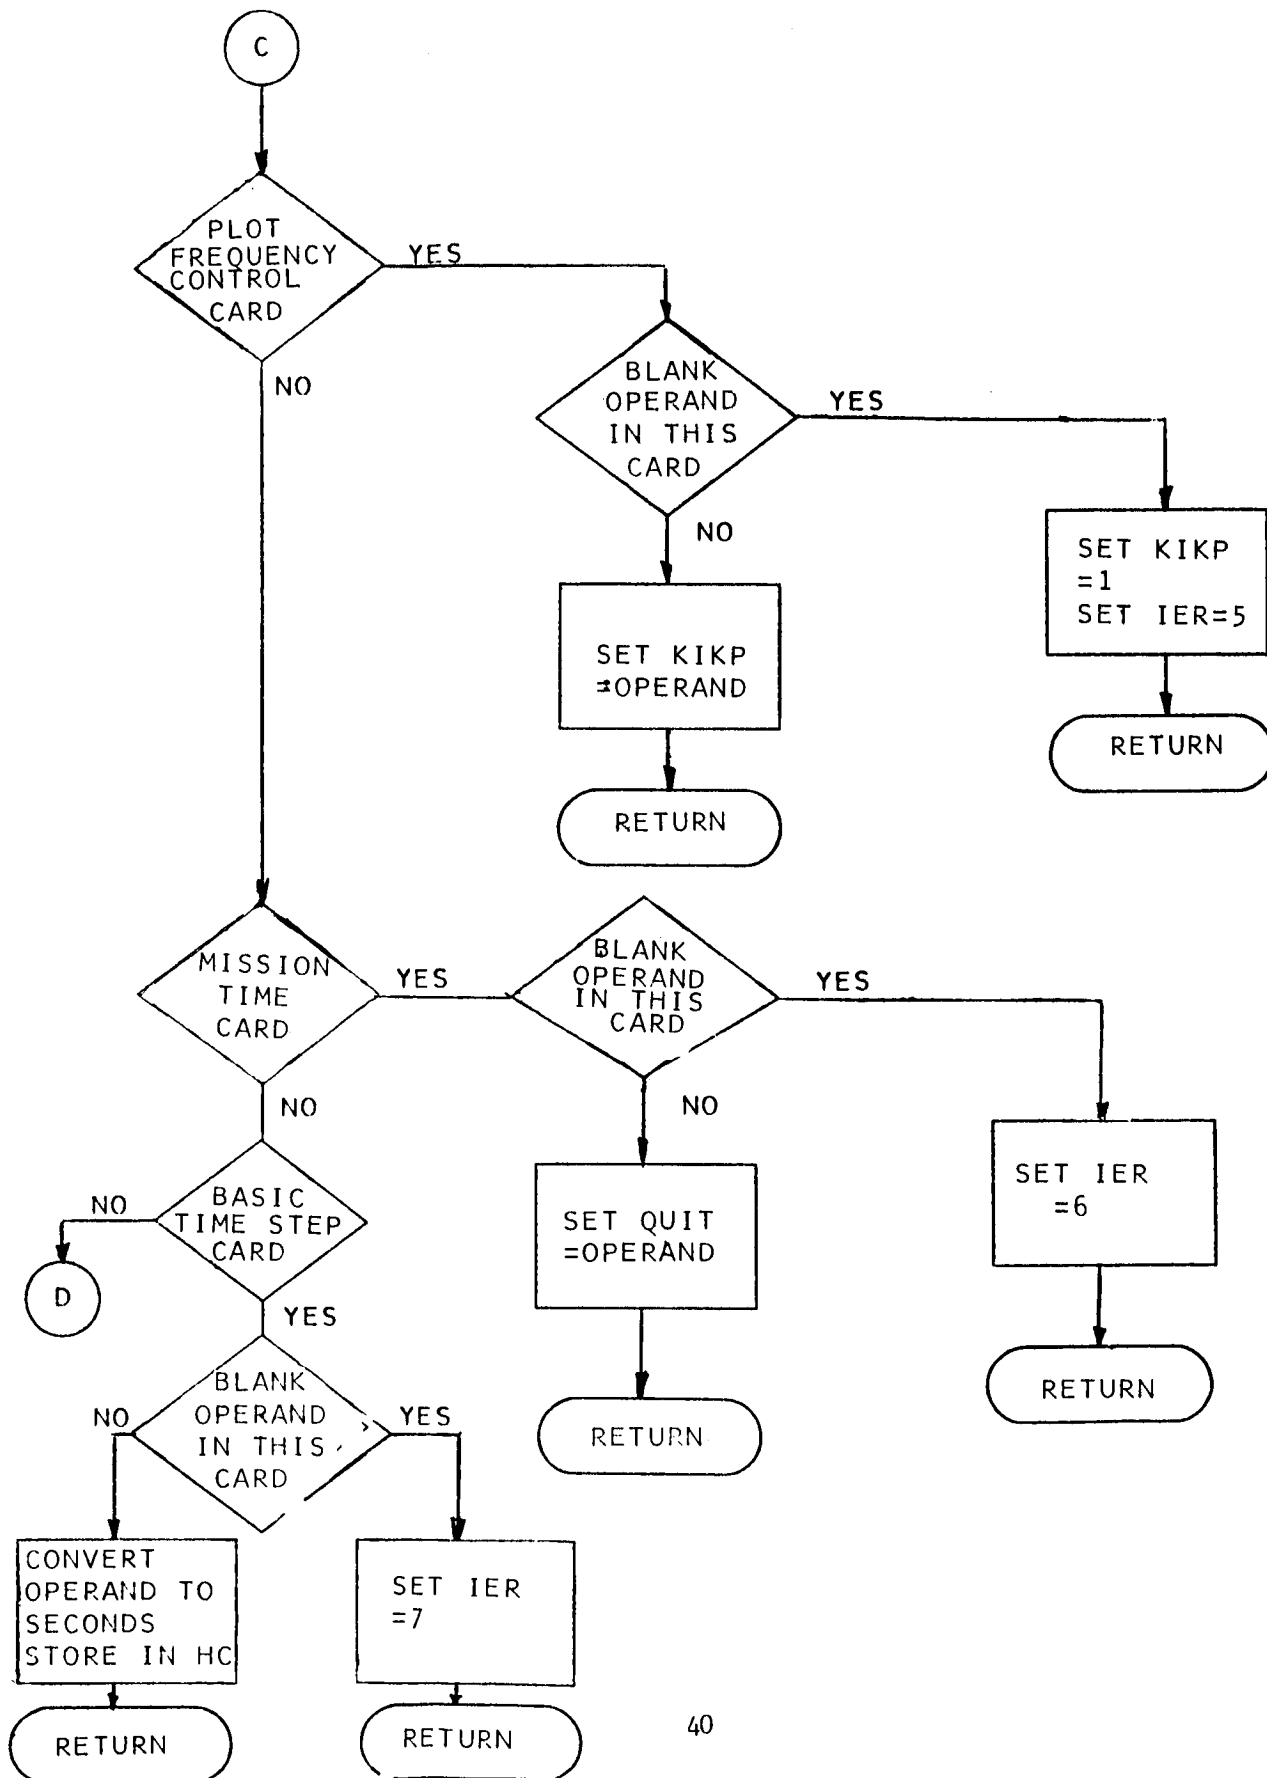 C
PLOT
FREQUENCY
CONTROL
CARD
YES
NO
BLANK
OPERAND
IN THIS
CARD
YES
NO
SET KIKP
=1
SET IER=5
SET KIKP
=OPERAND
RETURN
RETURN
MISSION
TIME
CARD
YES
BLANK
OPERAND
IN THIS
CARD
YES
NO
NO
SET IER
=6
BASIC
TIME STEP
CARD
NO
SET QUIT
=OPERAND
D
YES
RETURN
BLANK
OPERAND
IN THIS
CARD
NO
YES
RETURN
CONVERT
OPERAND TO
SECONDS
STORE IN HC
SET IER
=7
RETURN
RETURN
40